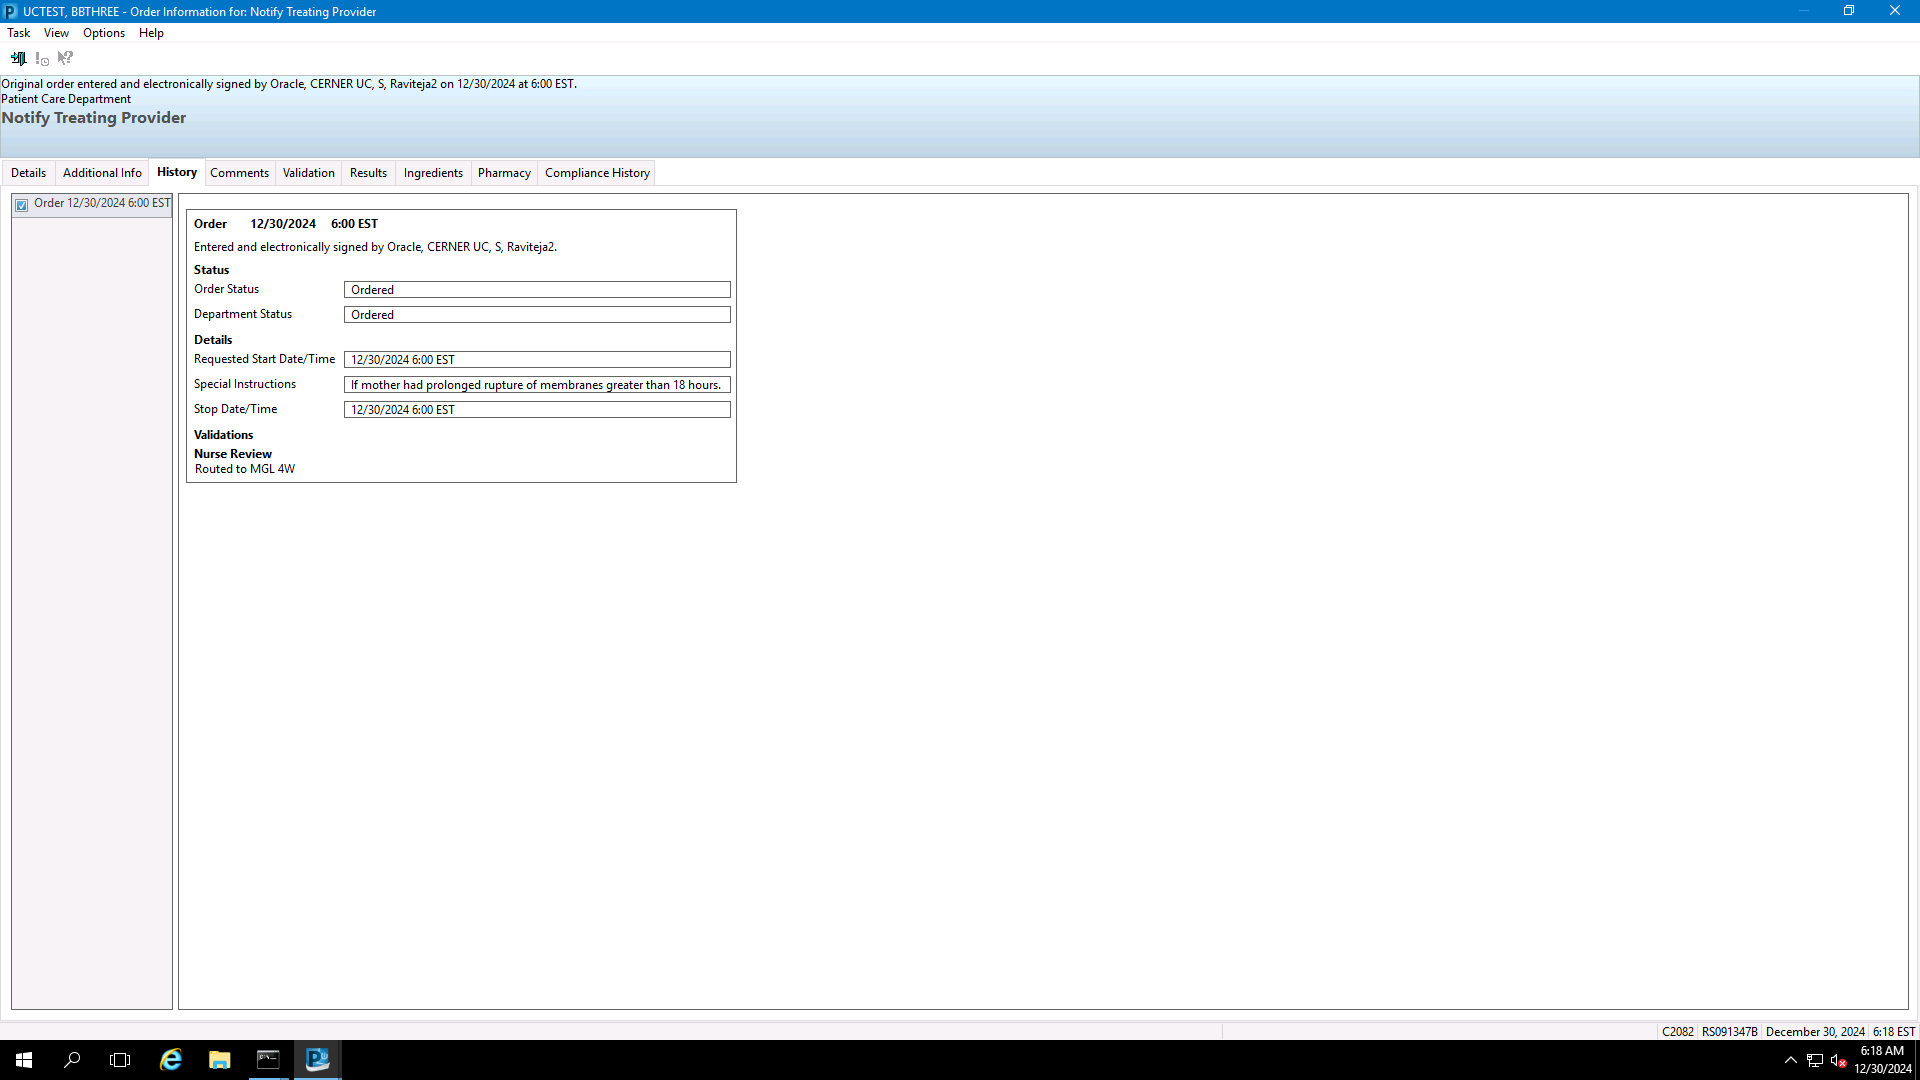 UCTEST, BBTHREE - Order Information for: Notify Treating Provider
Task View Options Help
Original order entered and electronically signed by Oracle, CERNER UC, S, Raviteja2 on 12/30/2024 at 6:00 EST.
Patient Care Department
Notify Treating Provider
Details Additional Info History Comments Validation Results Ingredients Pharmacy Compliance History
Order 12/30/2024 6:00 EST
Order 12/30/2024 6:00 EST
Entered and electronically signed by Oracle, CERNER UC, S, Raviteja2.
Status
Order Status Ordered
Department Status Ordered
Details
Requested Start Date/Time 12/30/2024 6:00 EST
Special Instructions If mother had prolonged rupture of membranes greater than 18 hours.
Stop Date/Time 12/30/2024 6:00 EST
Validations
Nurse Review
Routed to MGL 4W
C2082 RS091347B December 30, 2024 6:18 EST
6:18 AM
12/30/2024